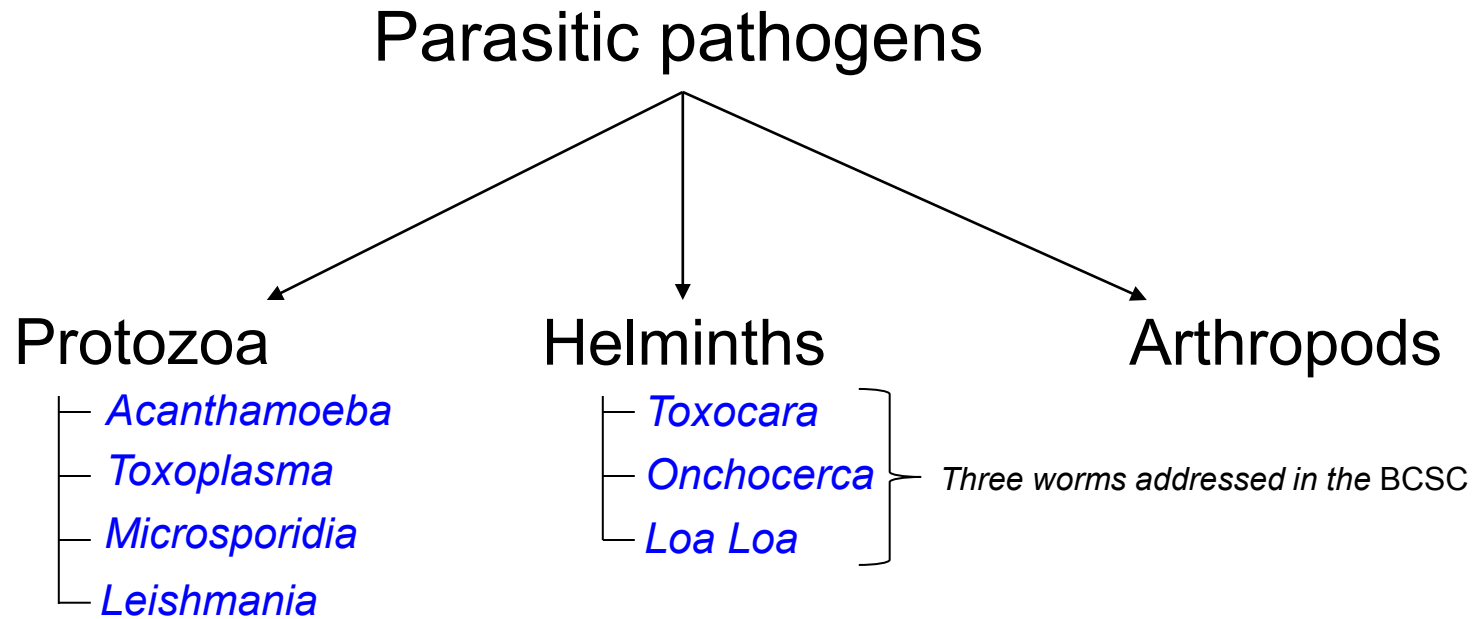 Parasitic pathogens
Protozoa
Helminths
Arthropods
Acanthamoeba
Toxoplasma
Microsporidia
Leishmania
Toxocara
Onchocerca
Loa Loa
Three worms addressed in the BCSC